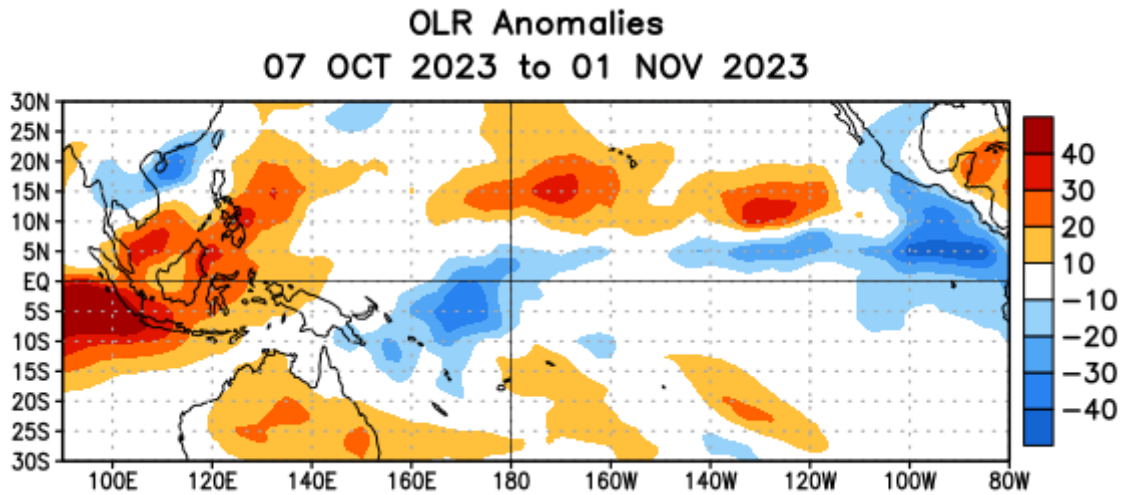 OLR Anomalies
07 OCT 2023 to 01 NOV 2023
30N
25N
20N
15N
10N
5N
EQ
5S
10S
15S
20S
25S
30S
100E 120E 140E 160E 180 160W 140W 120W 100W 80W
40
30
20
10
-10
-20
-30
-40